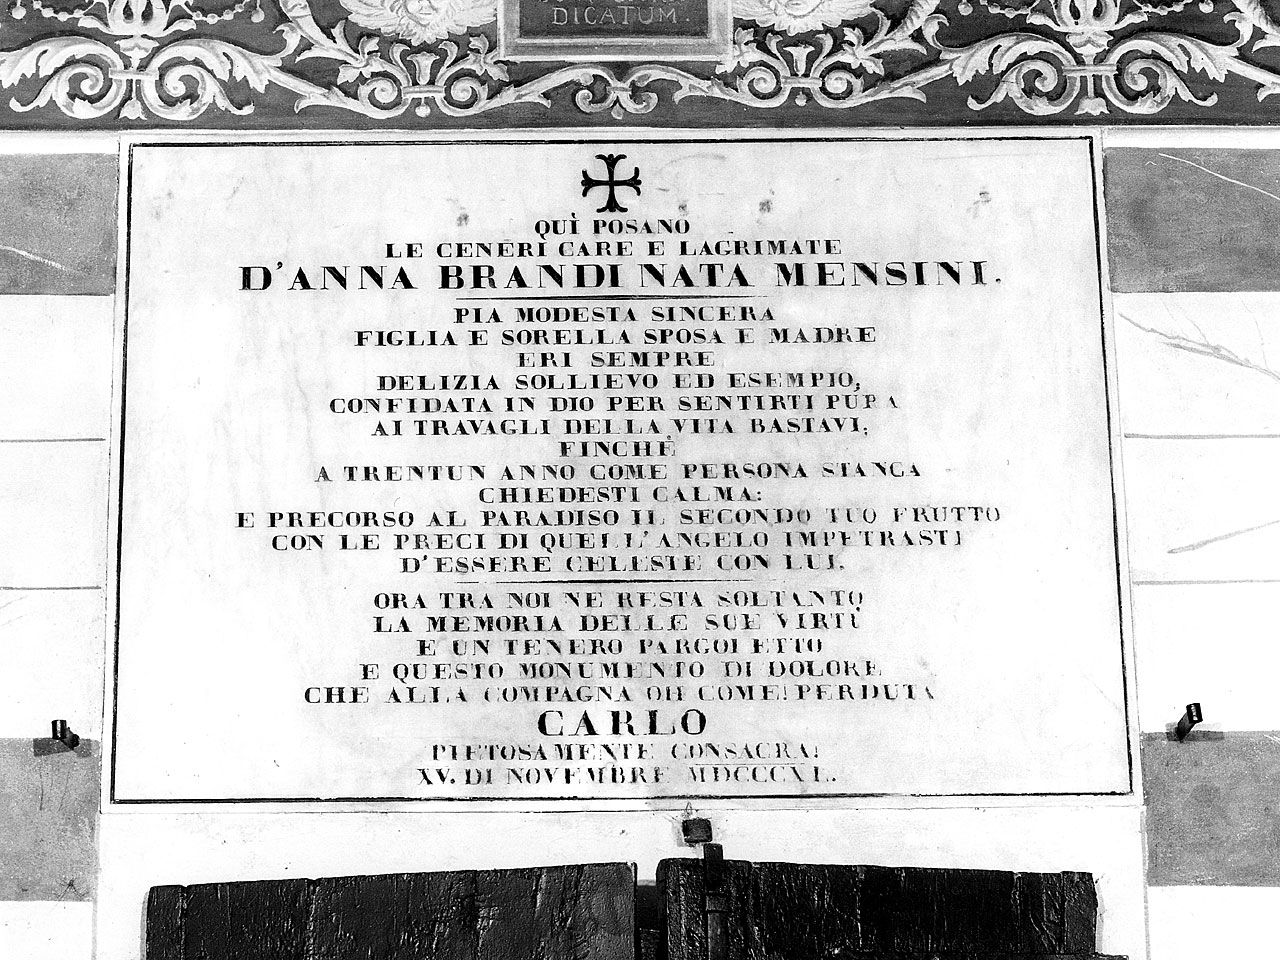 DICATUM.
QUÌ POSANO
LE CENERI CARE E LAGRIMATE
D'ANNA BRANDI NATA MENSINI.
PIA MODESTA SINCERA
FIGLIA E SORELLA SPOSA E MADRE
ERI SEMPRE
DELIZIA SOLLIEVO ED ESEMPIO;
CONFIDATA IN DIO PER SENTIRTI PURA
AI TRAVAGLI DELLA VITA BASTAVI;
FINCHÈ
A TRENTUN ANNO COME PERSONA STANCA
CHIEDESTI CALMA:
E PRECORSO AL PARADISO IL SECONDO TUO FRUTTO
CON LE PRECI DI QUELL'ANGELO IMPETRASTI
D'ESSERE CELESTE CON LUI.
ORA TRA NOI NE RESTA SOLTANTO
LA MEMORIA DELLE SUE VIRTÙ
E UN TENERO PARGOLETTO
E QUESTO MONUMENTO DI DOLORE
CHE ALLA COMPAGNA OH COME! PERDUTA
CARLO
PIETOSAMENTE CONSACRA!
XV. DI NOVEMBRE MDCCCXL.